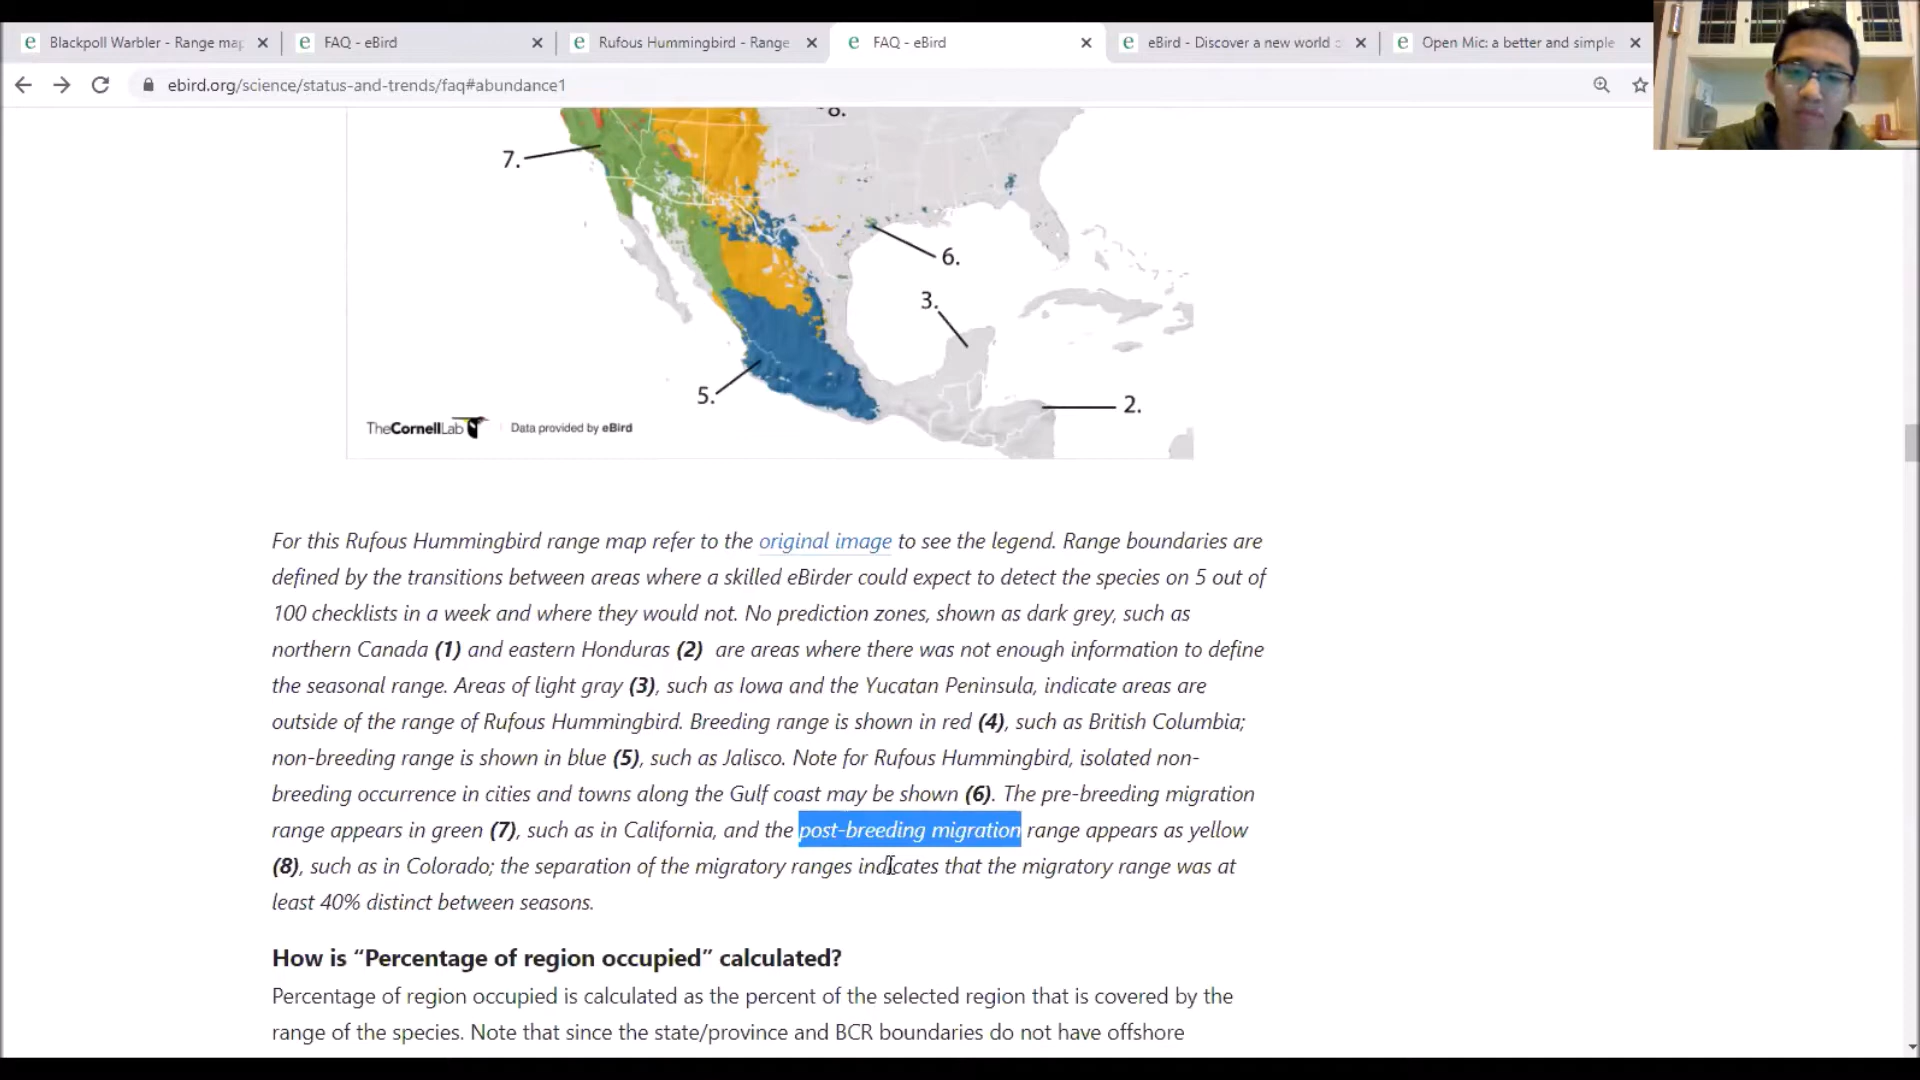 Blackpoll Warbler - Range map
FAQ - eBird
Rufous Hummingbird - Range
FAQ - eBird
eBird - Discover a new world
Open Mic: a better and simple
ebird.org/science/status-and-trends/faq#abundance1
8.
7.
6.
3.
5.
2.
TheCornellLab
Data provided by eBird
For this Rufous Hummingbird range map refer to the original image to see the legend. Range boundaries are
defined by the transitions between areas where a skilled eBirder could expect to detect the species on 5 out of
100 checklists in a week and where they would not. No prediction zones, shown as dark grey, such as
northern Canada (1) and eastern Honduras (2) are areas where there was not enough information to define
the seasonal range. Areas of light gray (3), such as Iowa and the Yucatan Peninsula, indicate areas are
outside of the range of Rufous Hummingbird. Breeding range is shown in red (4), such as British Columbia;
non-breeding range is shown in blue (5), such as Jalisco. Note for Rufous Hummingbird, isolated non-
breeding occurrence in cities and towns along the Gulf coast may be shown (6). The pre-breeding migration
range appears in green (7), such as in California, and the post-breeding migration range appears as yellow
(8), such as in Colorado; the separation of the migratory ranges indicates that the migratory range was at
least 40% distinct between seasons.
How is “Percentage of region occupied” calculated?
Percentage of region occupied is calculated as the percent of the selected region that is covered by the
range of the species. Note that since the state/province and BCR boundaries do not have offshore